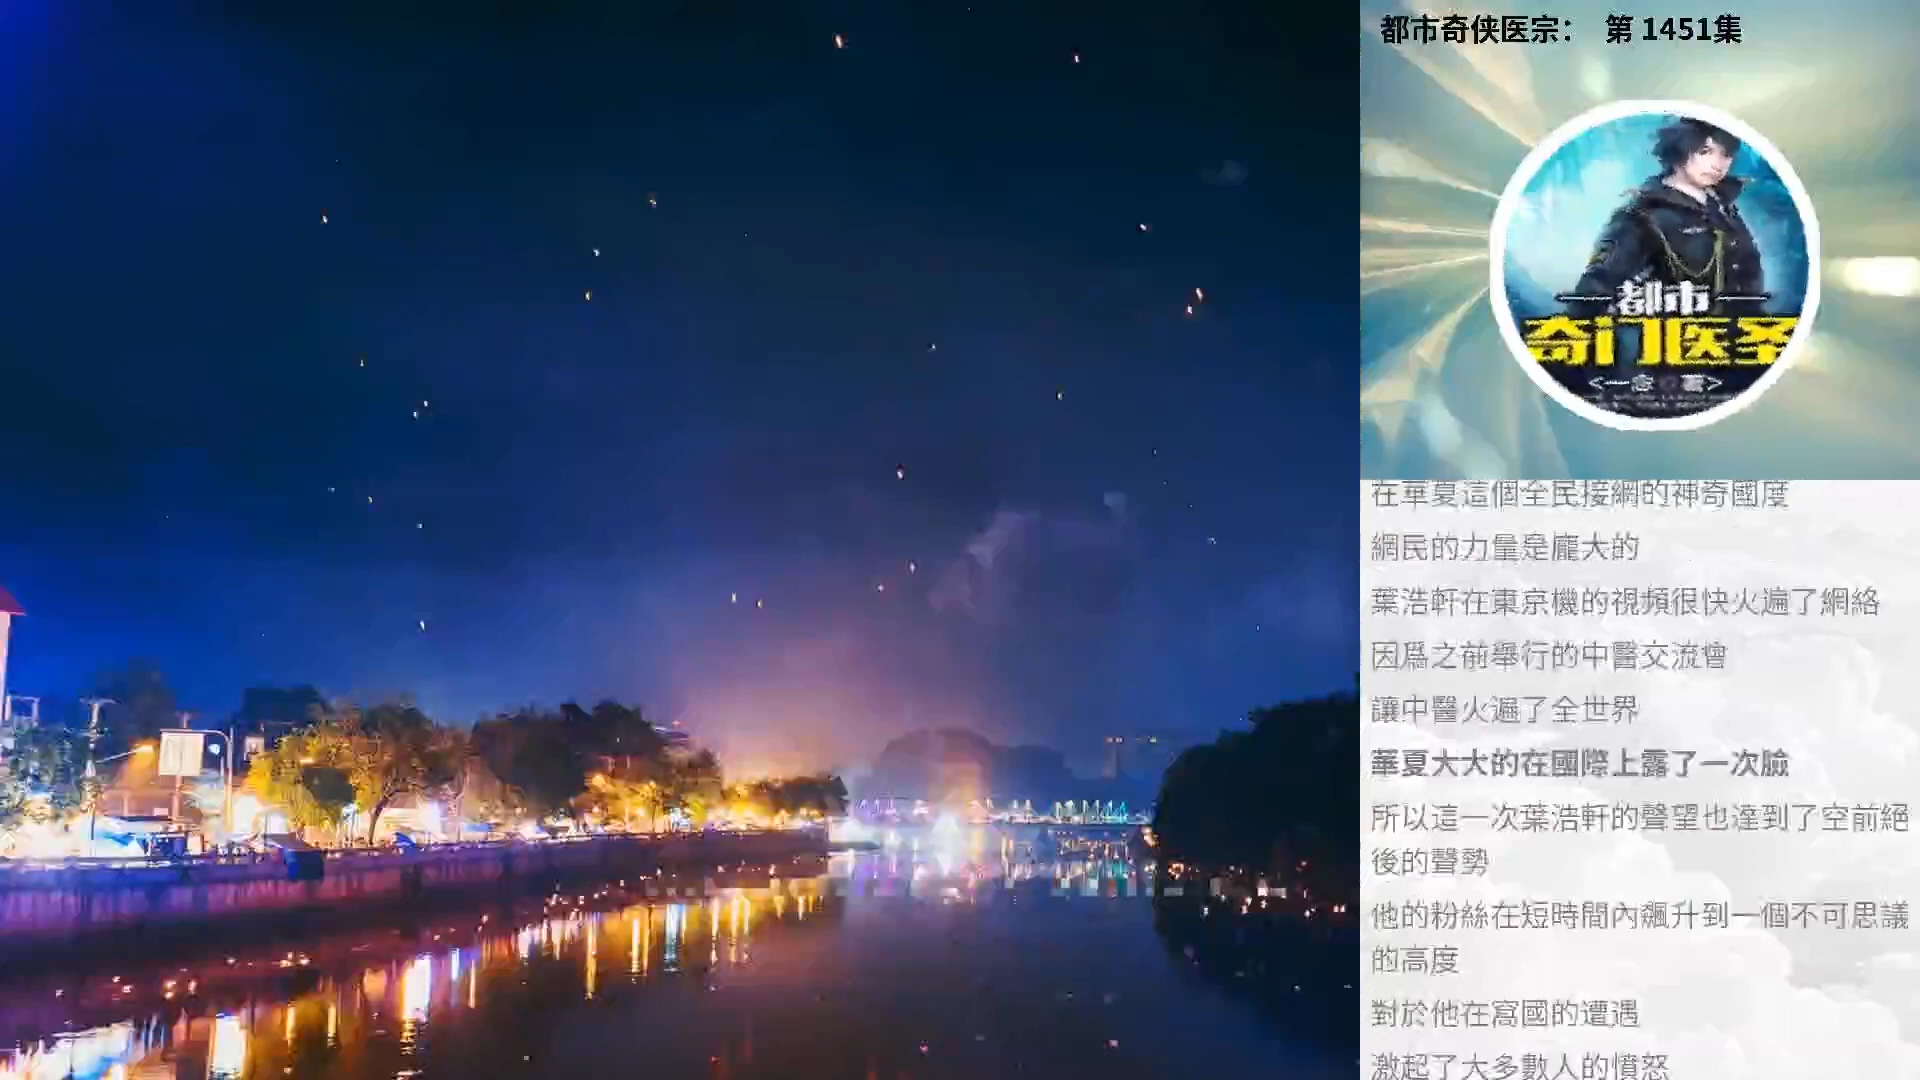 都市奇侠医宗： 第 1451集
都市
奇门医圣
在華夏這個全民接網的神奇國度
網民的力量是龐大的
葉浩軒在東京機的視頻很快火遍了網絡
因爲之前舉行的中醫交流會
讓中醫火遍了全世界
華夏大大的在國際上露了一次臉
所以這一次葉浩軒的聲望也達到了空前絕
後的聲勢
他的粉絲在短時間內飆升到一個不可思議
的高度
對於他在窩國的遭遇
激起了大多數人的憤怒